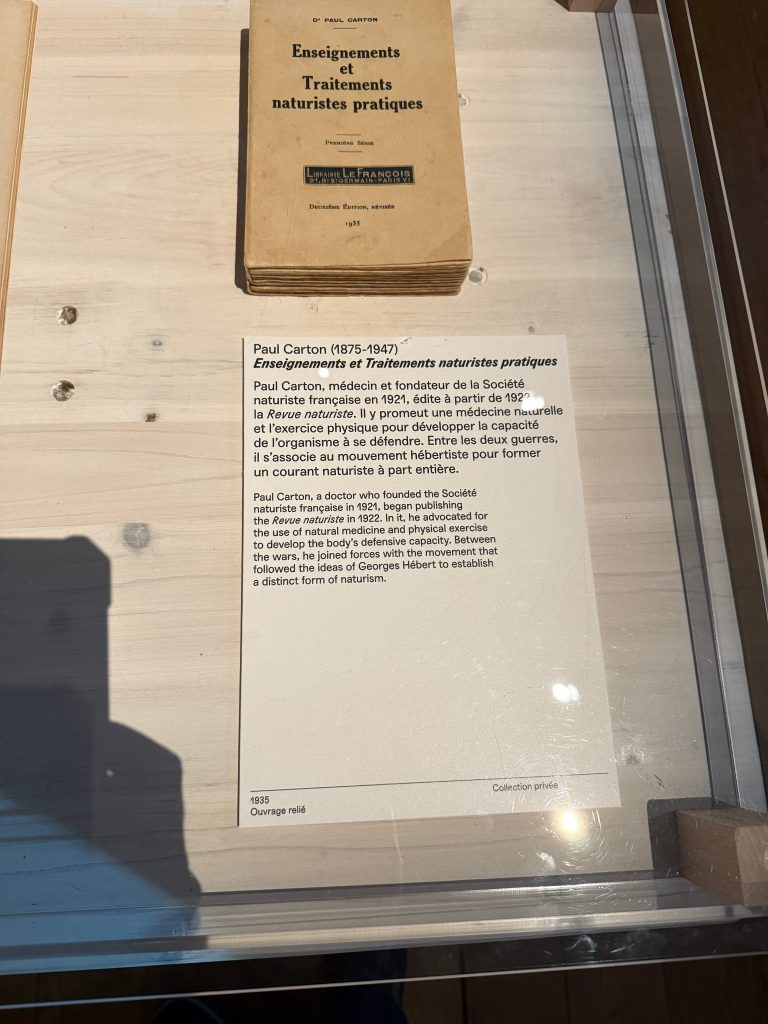 Dr PAUL CARTON
Enseignements
et
Traitements
naturistes pratiques
PREMIÈRE SÉRIE
LIBRAIRIE LE FRANÇOIS
91, Bd St GERMAIN - PARIS VI
DEUXIÈME ÉDITION, RÉVISÉE
1935
Paul Carton (1875-1947)
Enseignements et Traitements naturistes pratiques
Paul Carton, médecin et fondateur de la Société
naturiste française en 1921, édite à partir de 1922,
la Revue naturiste. Il y promeut une médecine naturelle
et l'exercice physique pour développer la capacité
de l'organisme à se défendre. Entre les deux guerres,
il s'associe au mouvement hébertiste pour former
un courant naturiste à part entière.
Paul Carton, a doctor who founded the Société
naturiste française in 1921, began publishing
the Revue naturiste in 1922. In it, he advocated for
the use of natural medicine and physical exercise
to develop the body's defensive capacity. Between
the wars, he joined forces with the movement that
followed the ideas of Georges Hébert to establish
a distinct form of naturism.
1935
Ouvrage relié
Collection privée